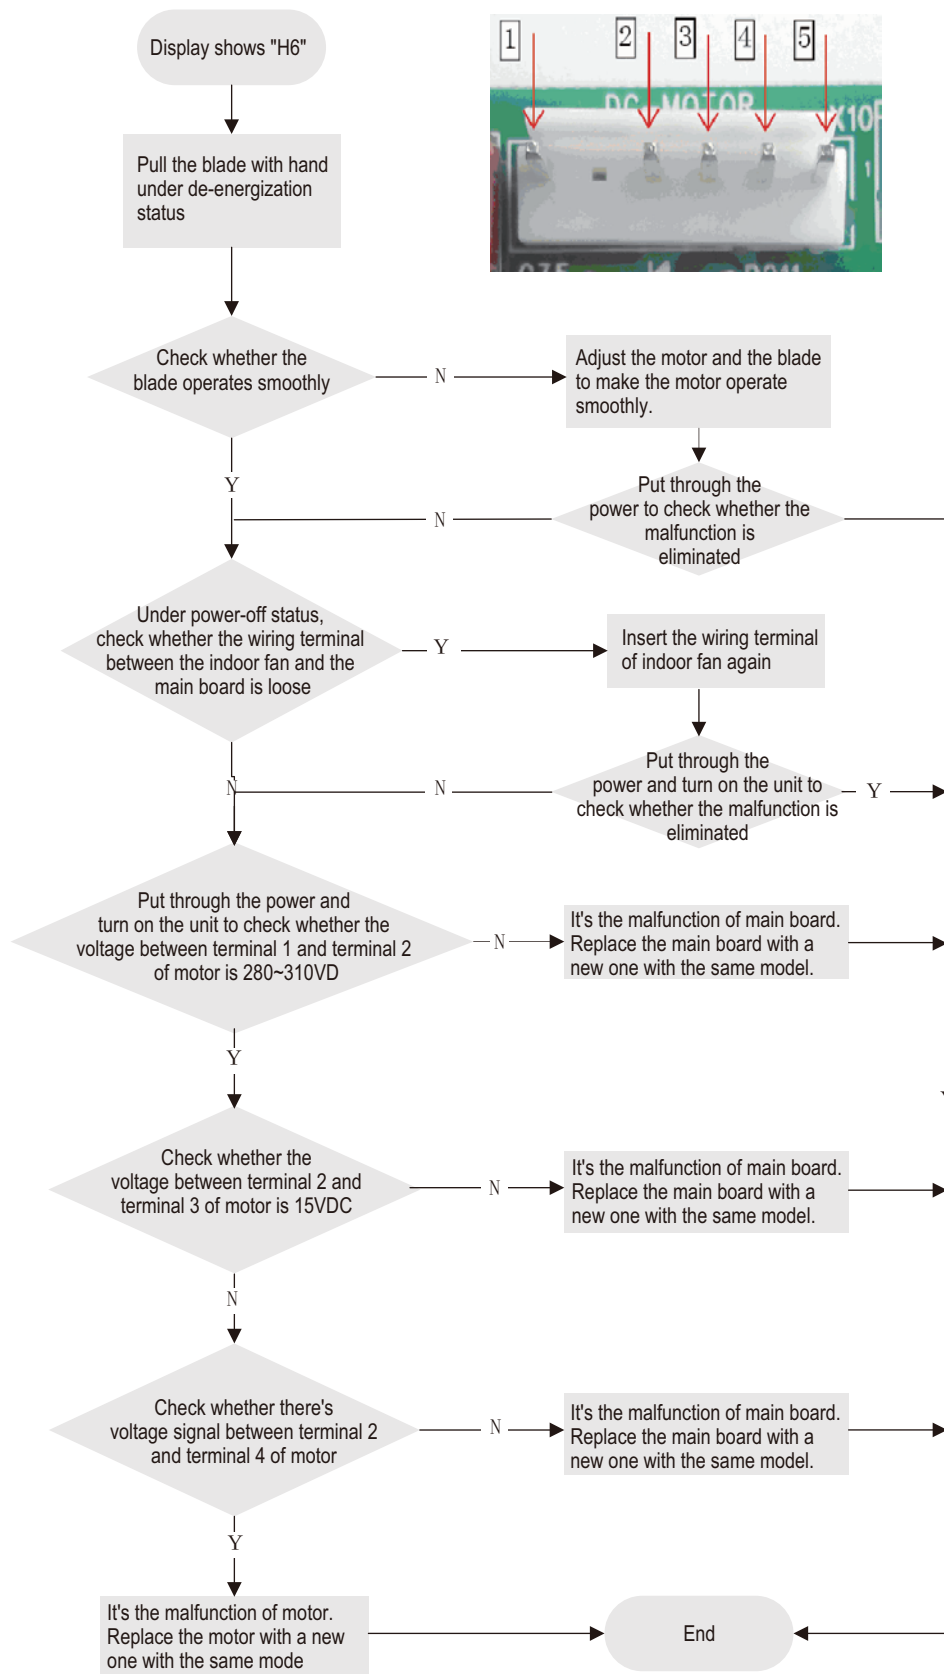 Display shows "H6"
1 2 3 4 5
DC MOTOR
X10
1
Pull the blade with hand
under de-energization
status
Check whether the
blade operates smoothly
N
Adjust the motor and the blade
to make the motor operate
smoothly.
Y
Put through the
power to check whether the
malfunction is
eliminated
N
Under power-off status,
check whether the wiring terminal
between the indoor fan and the
main board is loose
Y
Insert the wiring terminal
of indoor fan again
N
Put through the
power and turn on the unit to
check whether the malfunction is
eliminated
N
Y
Put through the power and
turn on the unit to check whether the
voltage between terminal 1 and terminal 2
of motor is 280~310VD
N
It's the malfunction of main board.
Replace the main board with a
new one with the same model.
Y
Check whether the
voltage between terminal 2 and
terminal 3 of motor is 15VDC
N
It's the malfunction of main board.
Replace the main board with a
new one with the same model.
N
Check whether there's
voltage signal between terminal 2
and terminal 4 of motor
N
It's the malfunction of main board.
Replace the main board with a
new one with the same model.
Y
It's the malfunction of motor.
Replace the motor with a new
one with the same mode
End